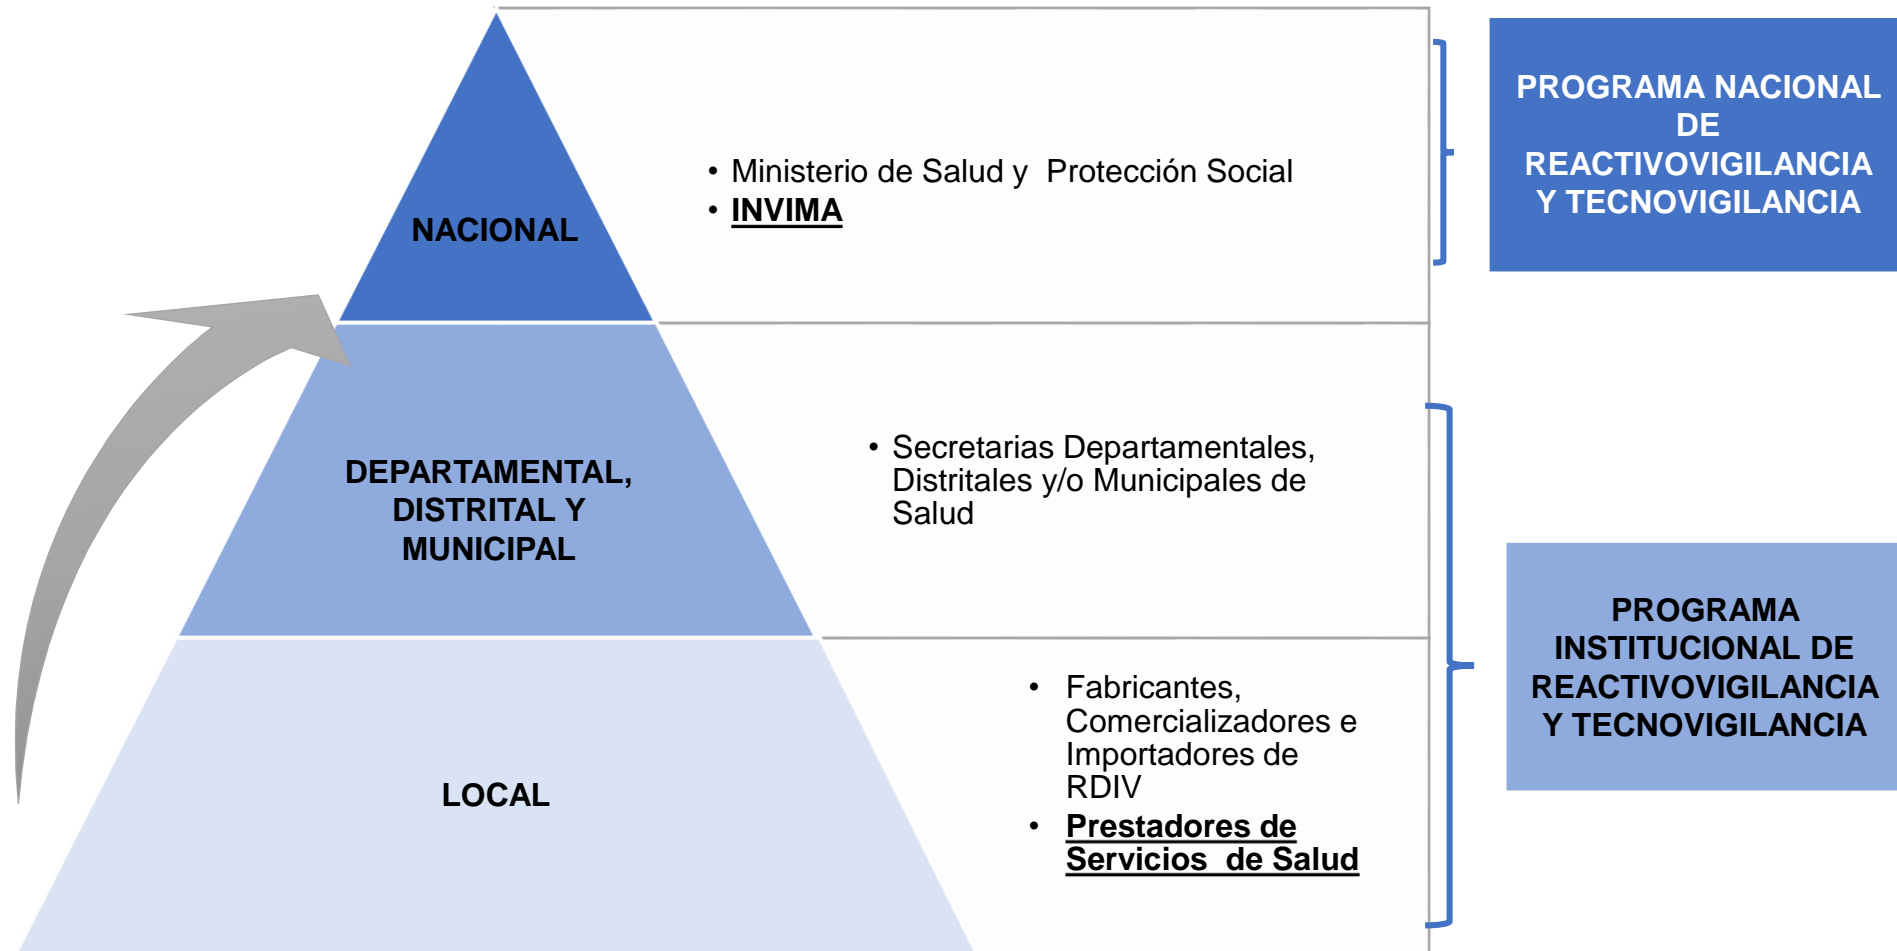 NACIONAL
• Ministerio de Salud y Protección Social
• INVIMA
PROGRAMA NACIONAL
DE
REACTIVOVIGILANCIA
Y TECNOVIGILANCIA
DEPARTAMENTAL,
DISTRITAL Y
MUNICIPAL
• Secretarias Departamentales,
Distritales y/o Municipales de
Salud
LOCAL
• Fabricantes,
Comercializadores e
Importadores de
RDIV
• Prestadores de
Servicios de Salud
PROGRAMA
INSTITUCIONAL DE
REACTIVOVIGILANCIA
Y TECNOVIGILANCIA